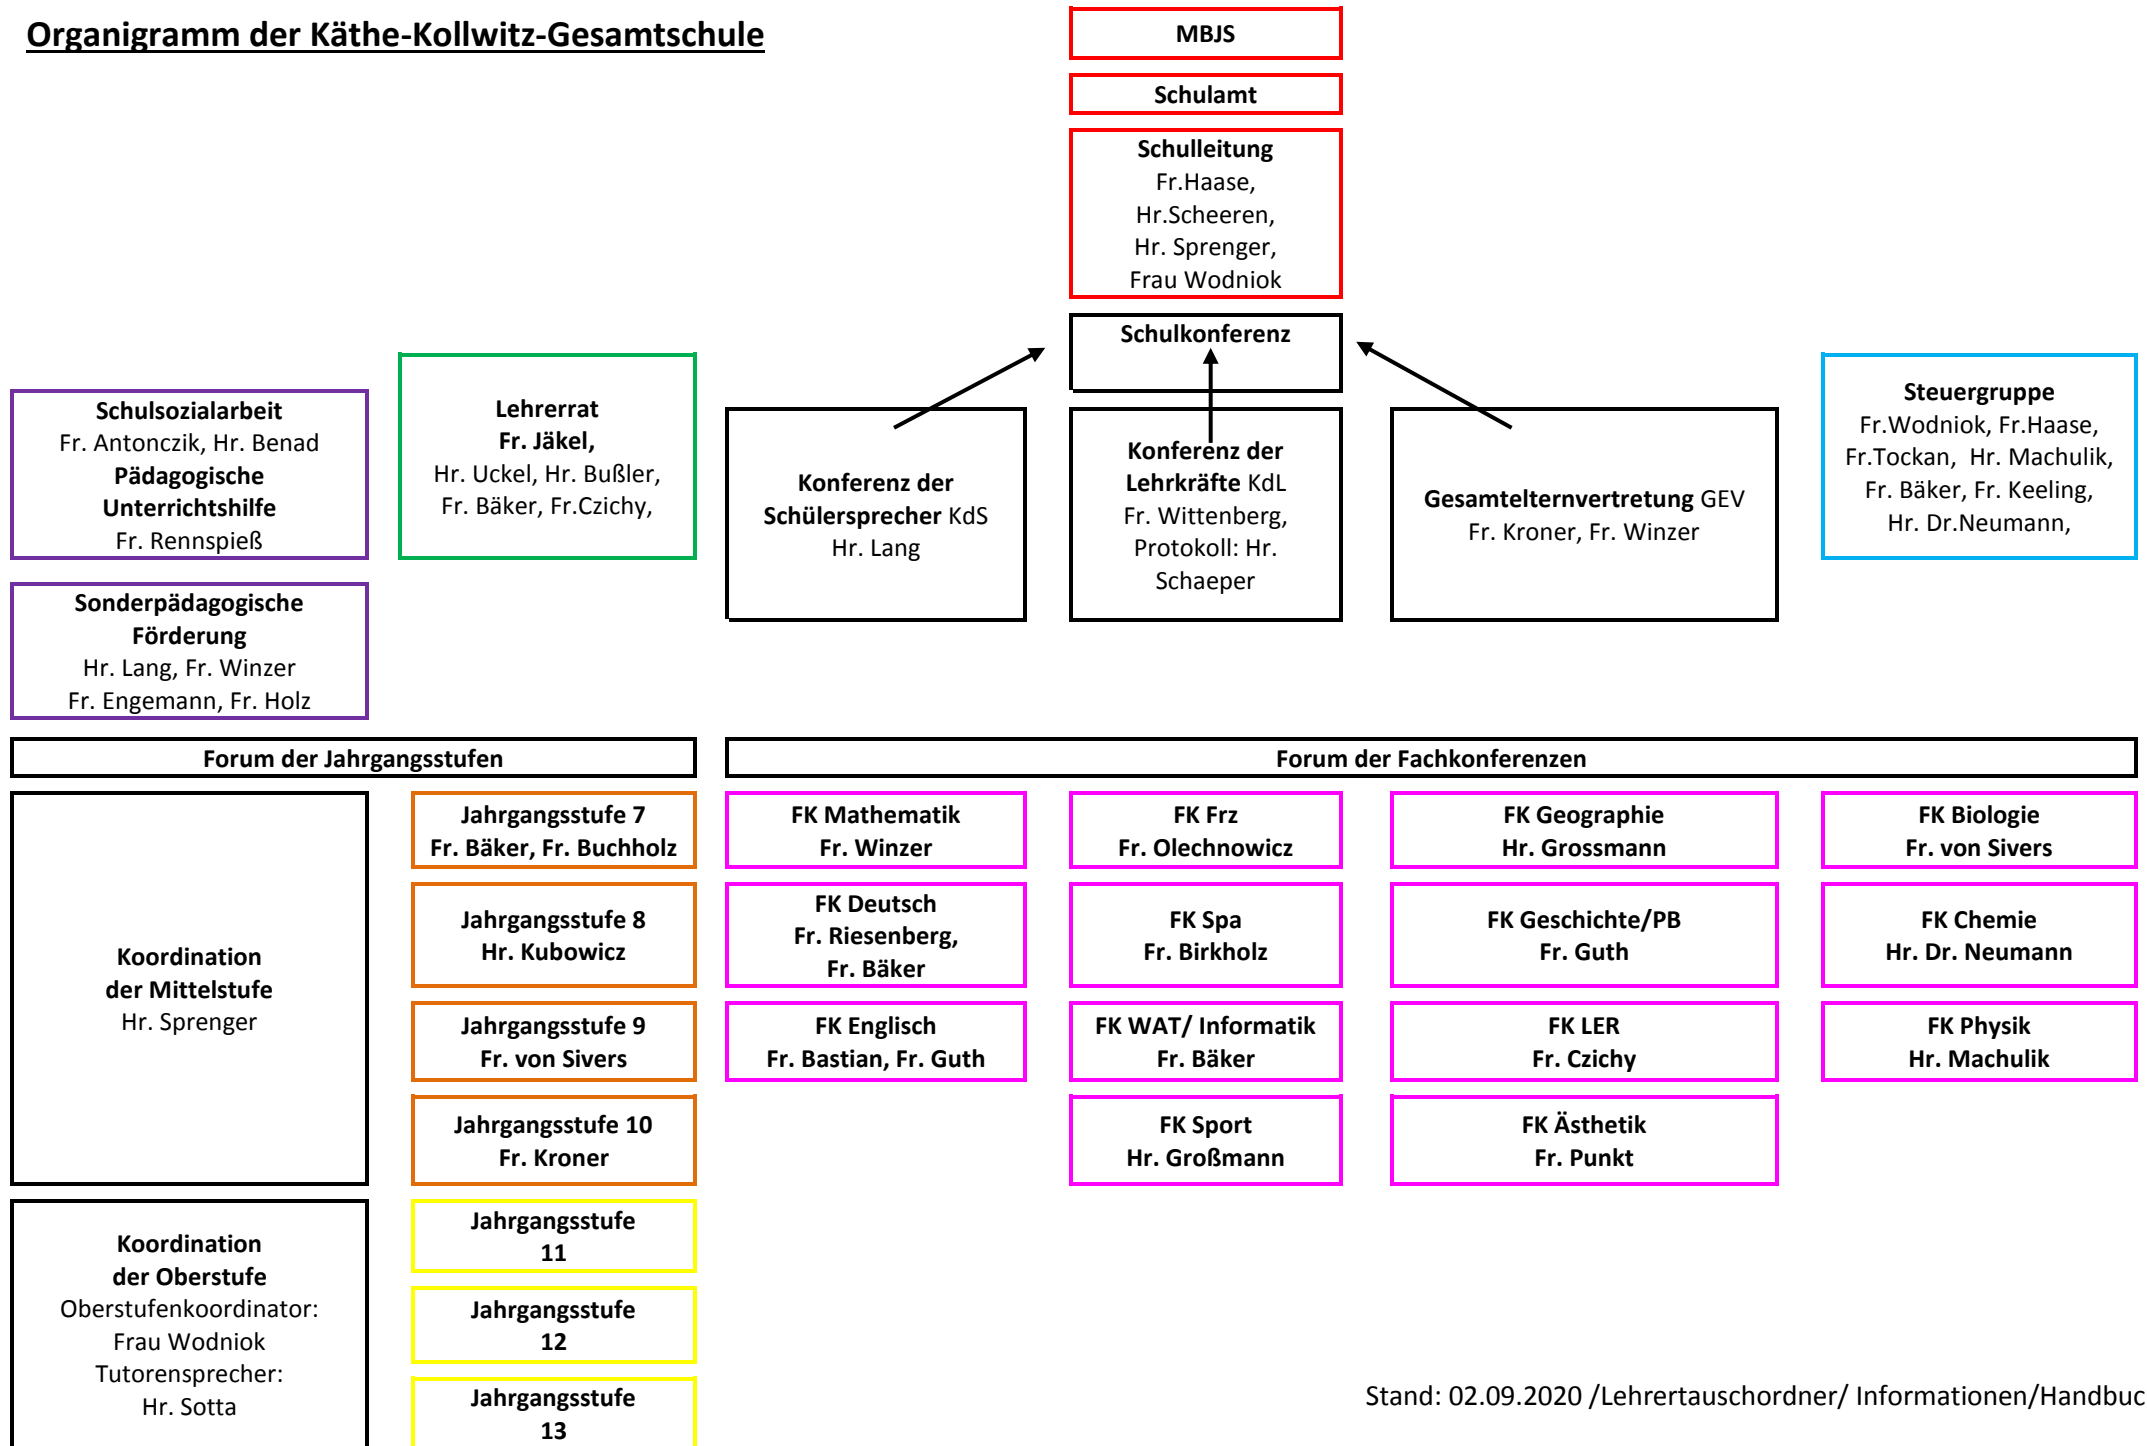 Organigramm der Käthe-Kollwitz-Gesamtschule
MBJS
Schulamt
Schulleitung
Fr.Haase,
Hr.Scheeren,
Hr. Sprenger,
Frau Wodniok
Schulkonferenz
Schulsozialarbeit
Fr. Antonczik, Hr. Benad
Pädagogische
Unterrichtshilfe
Fr. Rennspieß
Lehrerrat
Fr. Jäkel,
Hr. Uckel, Hr. Bußler,
Fr. Bäker, Fr.Czichy,
Konferenz der
Schülersprecher KdS
Hr. Lang
Konferenz der
Lehrkräfte KdL
Fr. Wittenberg,
Protokoll: Hr.
Schaeper
Gesamtelternvertretung GEV
Fr. Kroner, Fr. Winzer
Steuergruppe
Fr.Wodniok, Fr.Haase,
Fr.Tockan, Hr. Machulik,
Fr. Bäker, Fr. Keeling,
Hr. Dr.Neumann,
Sonderpädagogische
Förderung
Hr. Lang, Fr. Winzer
Fr. Engemann, Fr. Holz
Forum der Jahrgangsstufen
Koordination
der Mittelstufe
Hr. Sprenger
Jahrgangsstufe 7
Fr. Bäker, Fr. Buchholz
Jahrgangsstufe 8
Hr. Kubowicz
Jahrgangsstufe 9
Fr. von Sivers
Jahrgangsstufe 10
Fr. Kroner
Koordination
der Oberstufe
Oberstufenkoordinator:
Frau Wodniok
Tutorensprecher:
Hr. Sotta
Jahrgangsstufe
11
Jahrgangsstufe
12
Jahrgangsstufe
13
Forum der Fachkonferenzen
FK Mathematik
Fr. Winzer
FK Frz
Fr. Olechnowicz
FK Geographie
Hr. Grossmann
FK Biologie
Fr. von Sivers
FK Deutsch
Fr. Riesenberg,
Fr. Bäker
FK Spa
Fr. Birkholz
FK Geschichte/PB
Fr. Guth
FK Chemie
Hr. Dr. Neumann
FK Englisch
Fr. Bastian, Fr. Guth
FK WAT/ Informatik
Fr. Bäker
FK LER
Fr. Czichy
FK Physik
Hr. Machulik
FK Sport
Hr. Großmann
FK Ästhetik
Fr. Punkt
Stand: 02.09.2020 /Lehrertauschordner/ Informationen/Handbuc